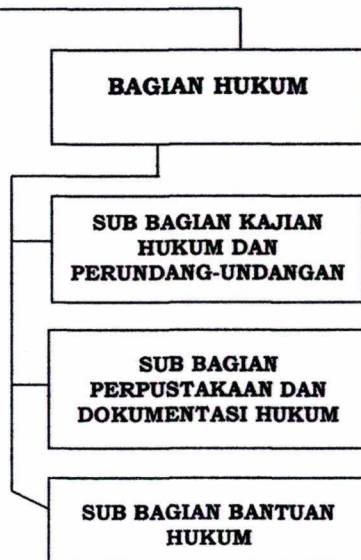 BAGIAN HUKUM
SUB BAGIAN KAJIAN
HUKUM DAN
PERUNDANG-UNDANGAN
SUB BAGIAN
PERPUSTAKAAN DAN
DOKUMENTASI HUKUM
SUB BAGIAN BANTUAN
HUKUM